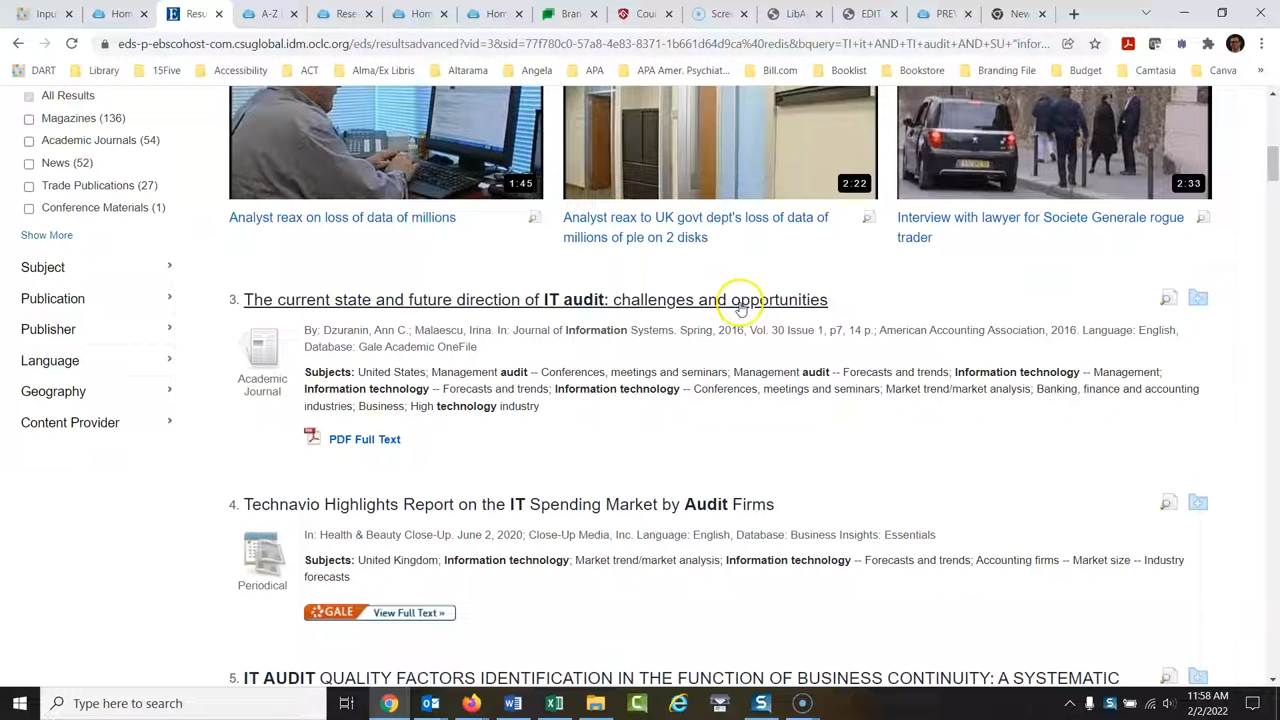 Inpu
Hom
Resu
A-Z
Rese
Hom
Hom
Bran
Cou
Scre
LibA
EDIT
PREV
New
eds-p-ebscohost-com.csuglobal.idm.oclc.org/eds/resultsadvanced?vid=3&sid=77f780c0-57a8-4e83-8371-1b661d64d9ca%40redis&bquery=TI+it+AND+TI+audit+AND+SU+"infor...
DART
Library
15Five
Accessibility
ACT
Alma/Ex Libris
Altarama
Angela
APA
APA Amer. Psychiat...
Bill.com
Booklist
Bookstore
Branding File
Budget
Camtasia
Canva
»
All Results
Magazines (136)
Academic Journals (54)
News (52)
Trade Publications (27)
Conference Materials (1)
Show More
Subject
Publication
Publisher
Language
Geography
Content Provider
1:45
2:22
2:33
Analyst reax on loss of data of millions
Analyst reax to UK govt dept's loss of data of
millions of ple on 2 disks
Interview with lawyer for Societe Generale rogue
trader
3. The current state and future direction of IT audit: challenges and opportunities
By: Dzuranin, Ann C.; Malaescu, Irina. In: Journal of Information Systems. Spring, 2016, Vol. 30 Issue 1, p7, 14 p.; American Accounting Association, 2016. Language: English,
Database: Gale Academic OneFile
Academic
Journal
Subjects: United States; Management audit -- Conferences, meetings and seminars; Management audit -- Forecasts and trends; Information technology -- Management;
Information technology -- Forecasts and trends; Information technology -- Conferences, meetings and seminars; Market trend/market analysis; Banking, finance and accounting
industries; Business; High technology industry
PDF Full Text
4. Technavio Highlights Report on the IT Spending Market by Audit Firms
In: Health & Beauty Close-Up. June 2, 2020; Close-Up Media, Inc. Language: English, Database: Business Insights: Essentials
Periodical
Subjects: United Kingdom; Information technology; Market trend/market analysis; Information technology -- Forecasts and trends; Accounting firms -- Market size -- Industry
forecasts
GALE View Full Text »
5. IT AUDIT QUALITY FACTORS IDENTIFICATION IN THE FUNCTION OF BUSINESS CONTINUITY: A SYSTEMATIC
Type here to search
11:58 AM
2/2/2022